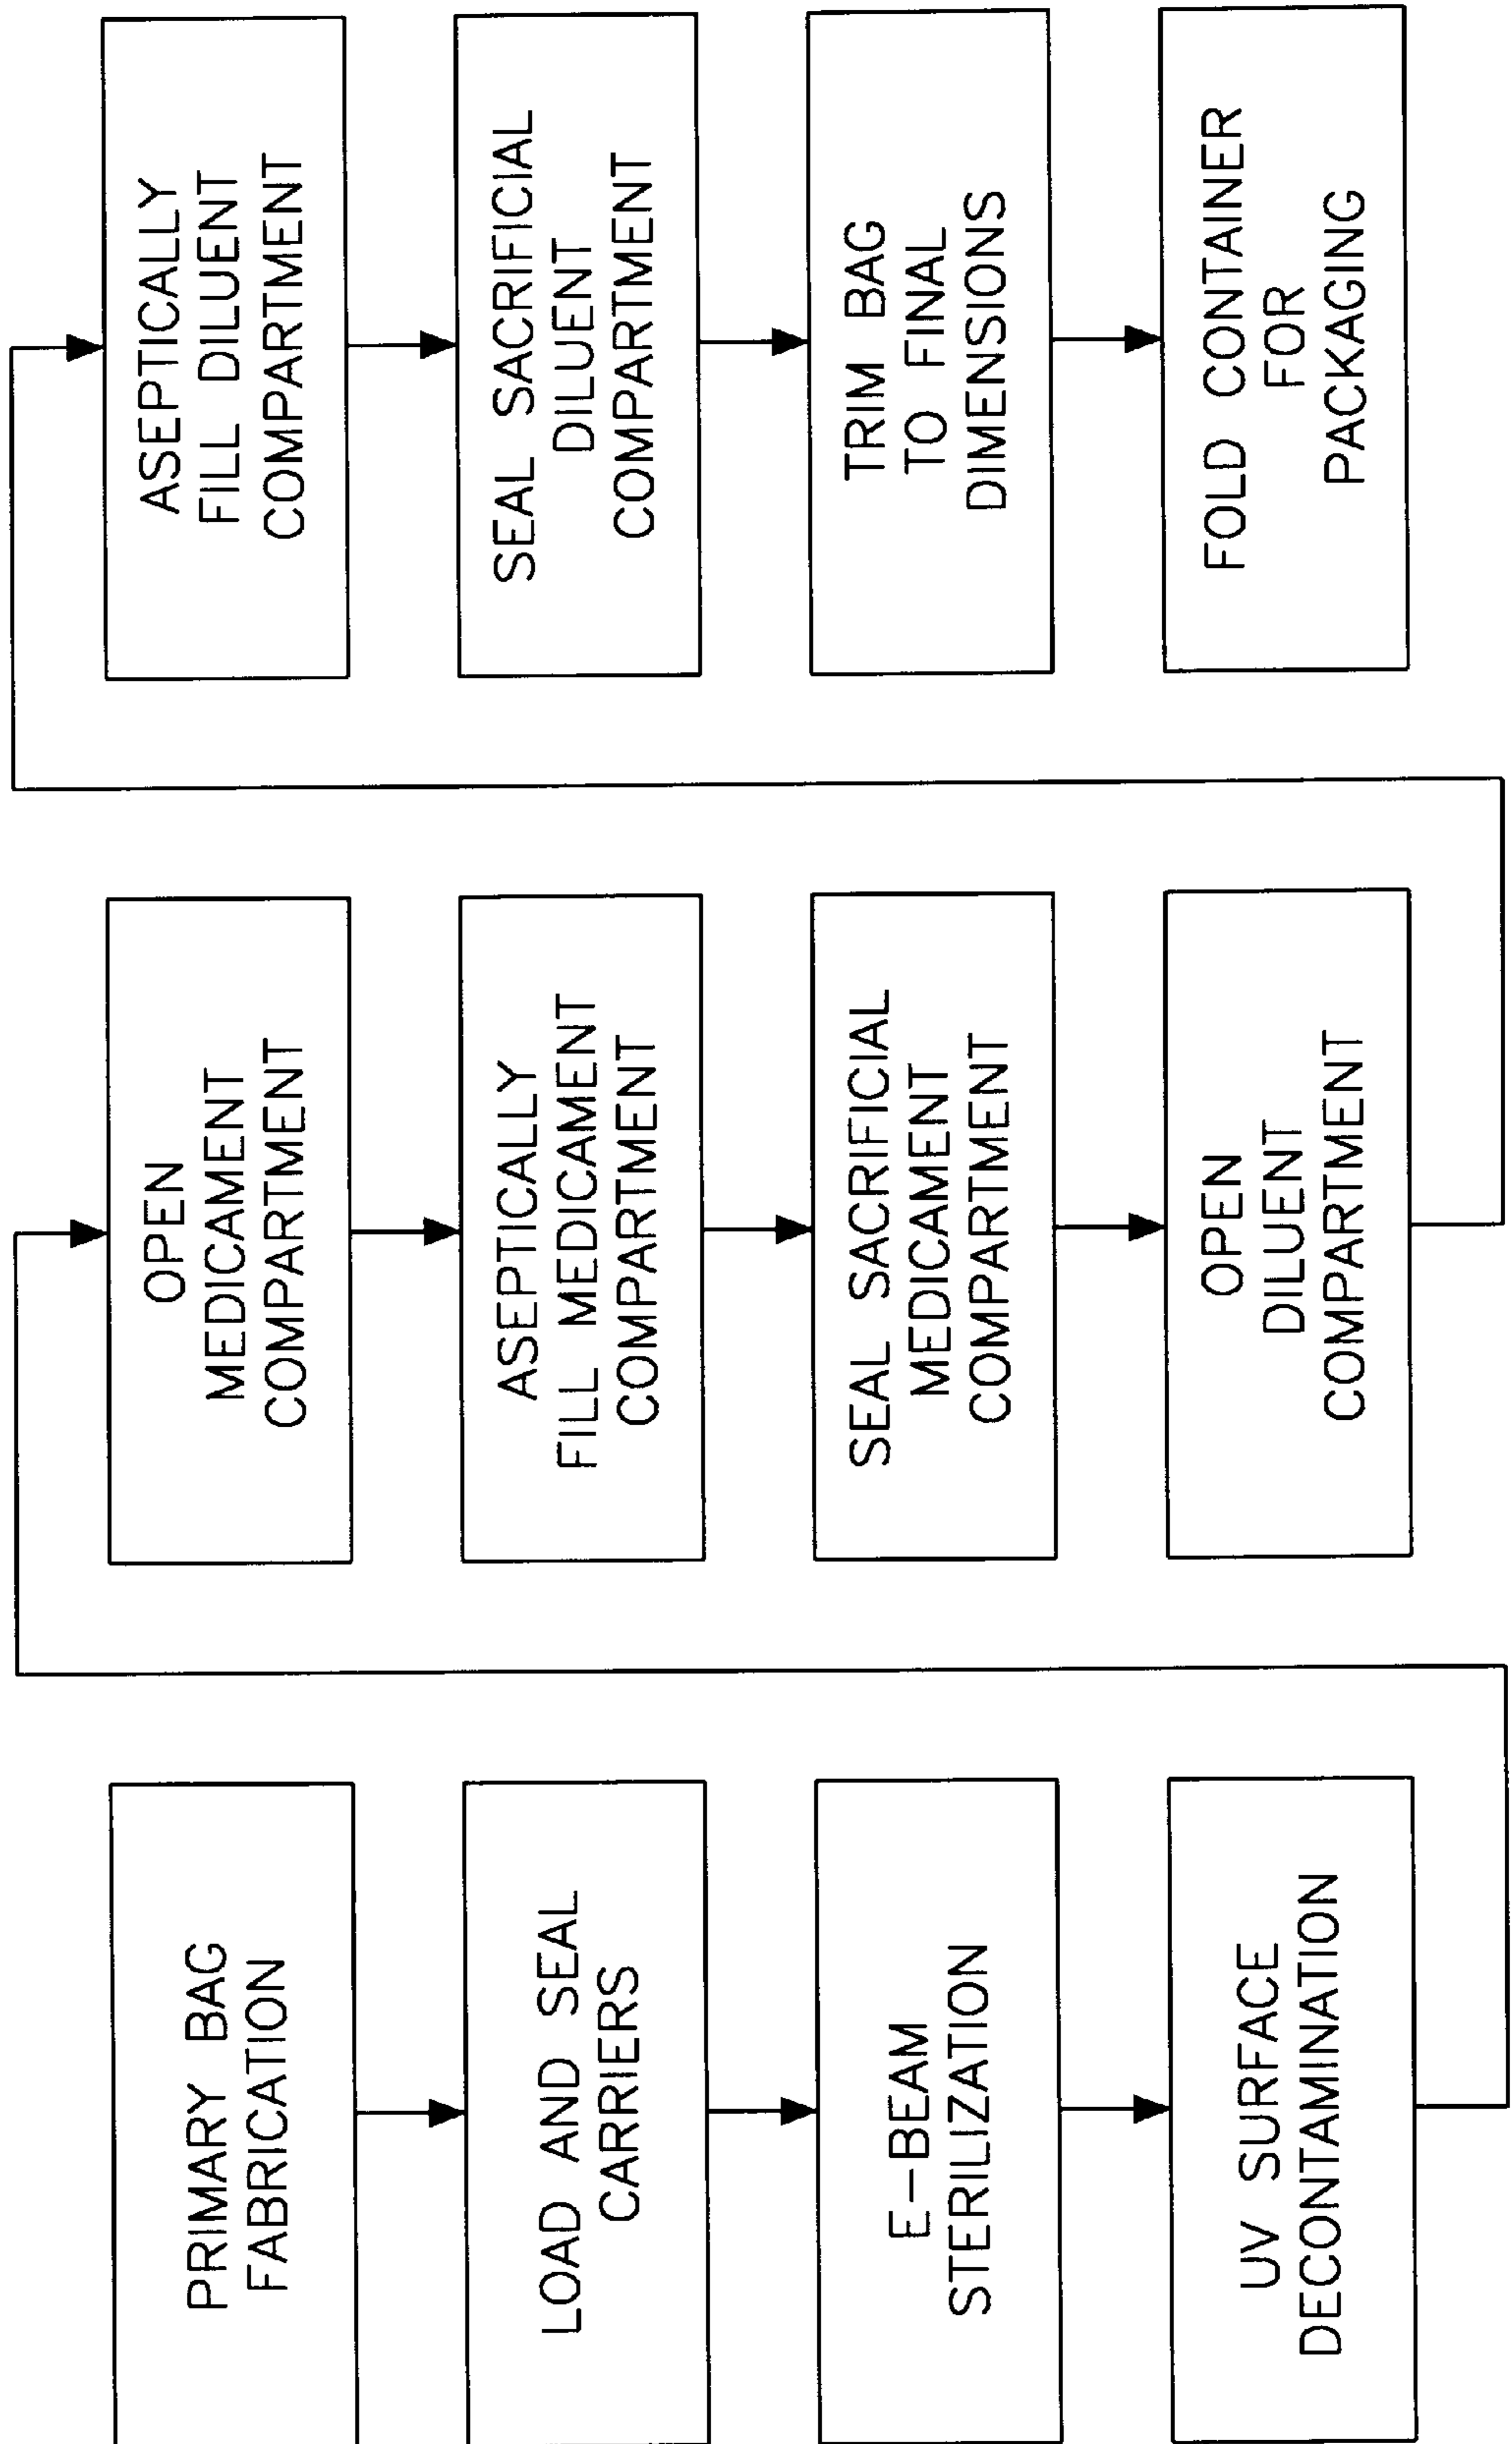 PRIMARY BAG
FABRICATION
LOAD AND SEAL
CARRIERS
E-BEAM
STERILIZATION
UV SURFACE
DECONTAMINATION
OPEN
MEDICAMENT
COMPARTMENT
ASEPTICALLY
FILL MEDICAMENT
COMPARTMENT
SEAL SACRIFICIAL
MEDICAMENT
COMPARTMENT
OPEN
DILUENT
COMPARTMENT
ASEPTICALLY
FILL DILUENT
COMPARTMENT
SEAL SACRIFICIAL
DILUENT
COMPARTMENT
TRIM BAG
TO FINAL
DIMENSIONS
FOLD CONTAINER
FOR
PACKAGING